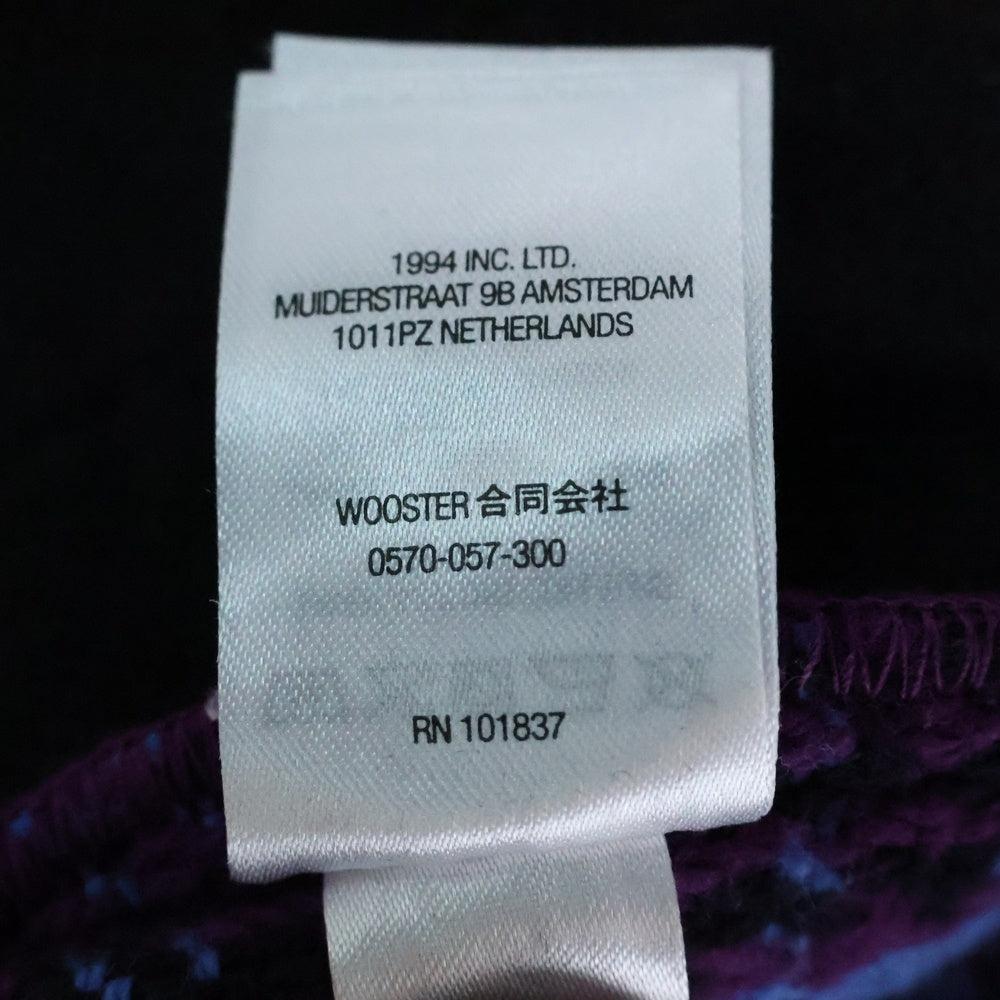 1994 INC. LTD.
MUIDERSTRAAT 9B AMSTERDAM
1011PZ NETHERLANDS
WOOSTER 合同会社
0570-057-300
RN 101837